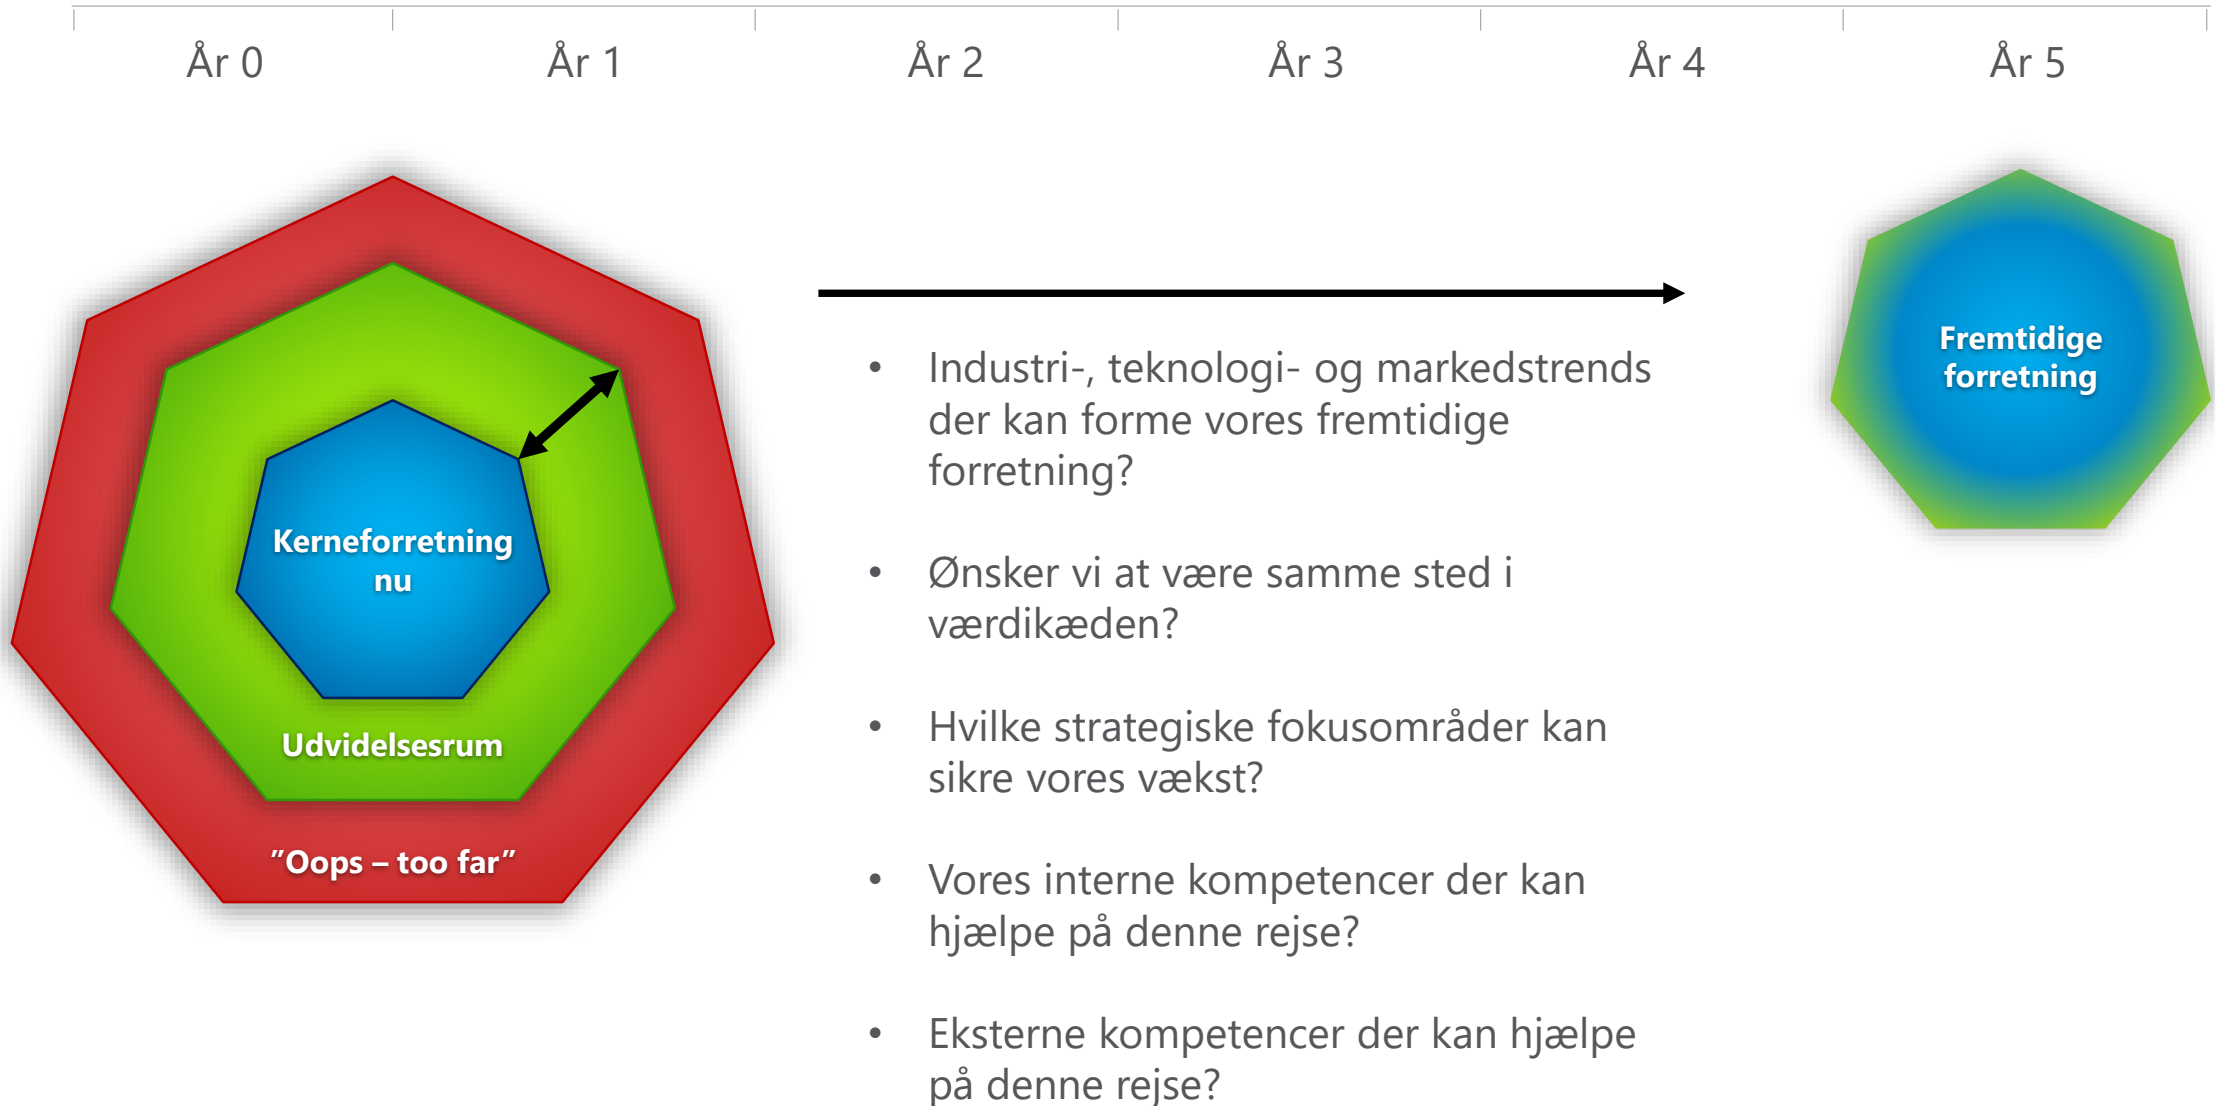 År 0
År 1
År 2
År 3
År 4
År 5
Kerneforretning
nu
Udvidelsesrum
”Oops – too far”
• Industri-, teknologi- og markedstrends
der kan forme vores fremtidige
forretning?
• Ønsker vi at være samme sted i
værdikæden?
• Hvilke strategiske fokusområder kan
sikre vores vækst?
• Vores interne kompetencer der kan
hjælpe på denne rejse?
• Eksterne kompetencer der kan hjælpe
på denne rejse?
Fremtidige
forretning